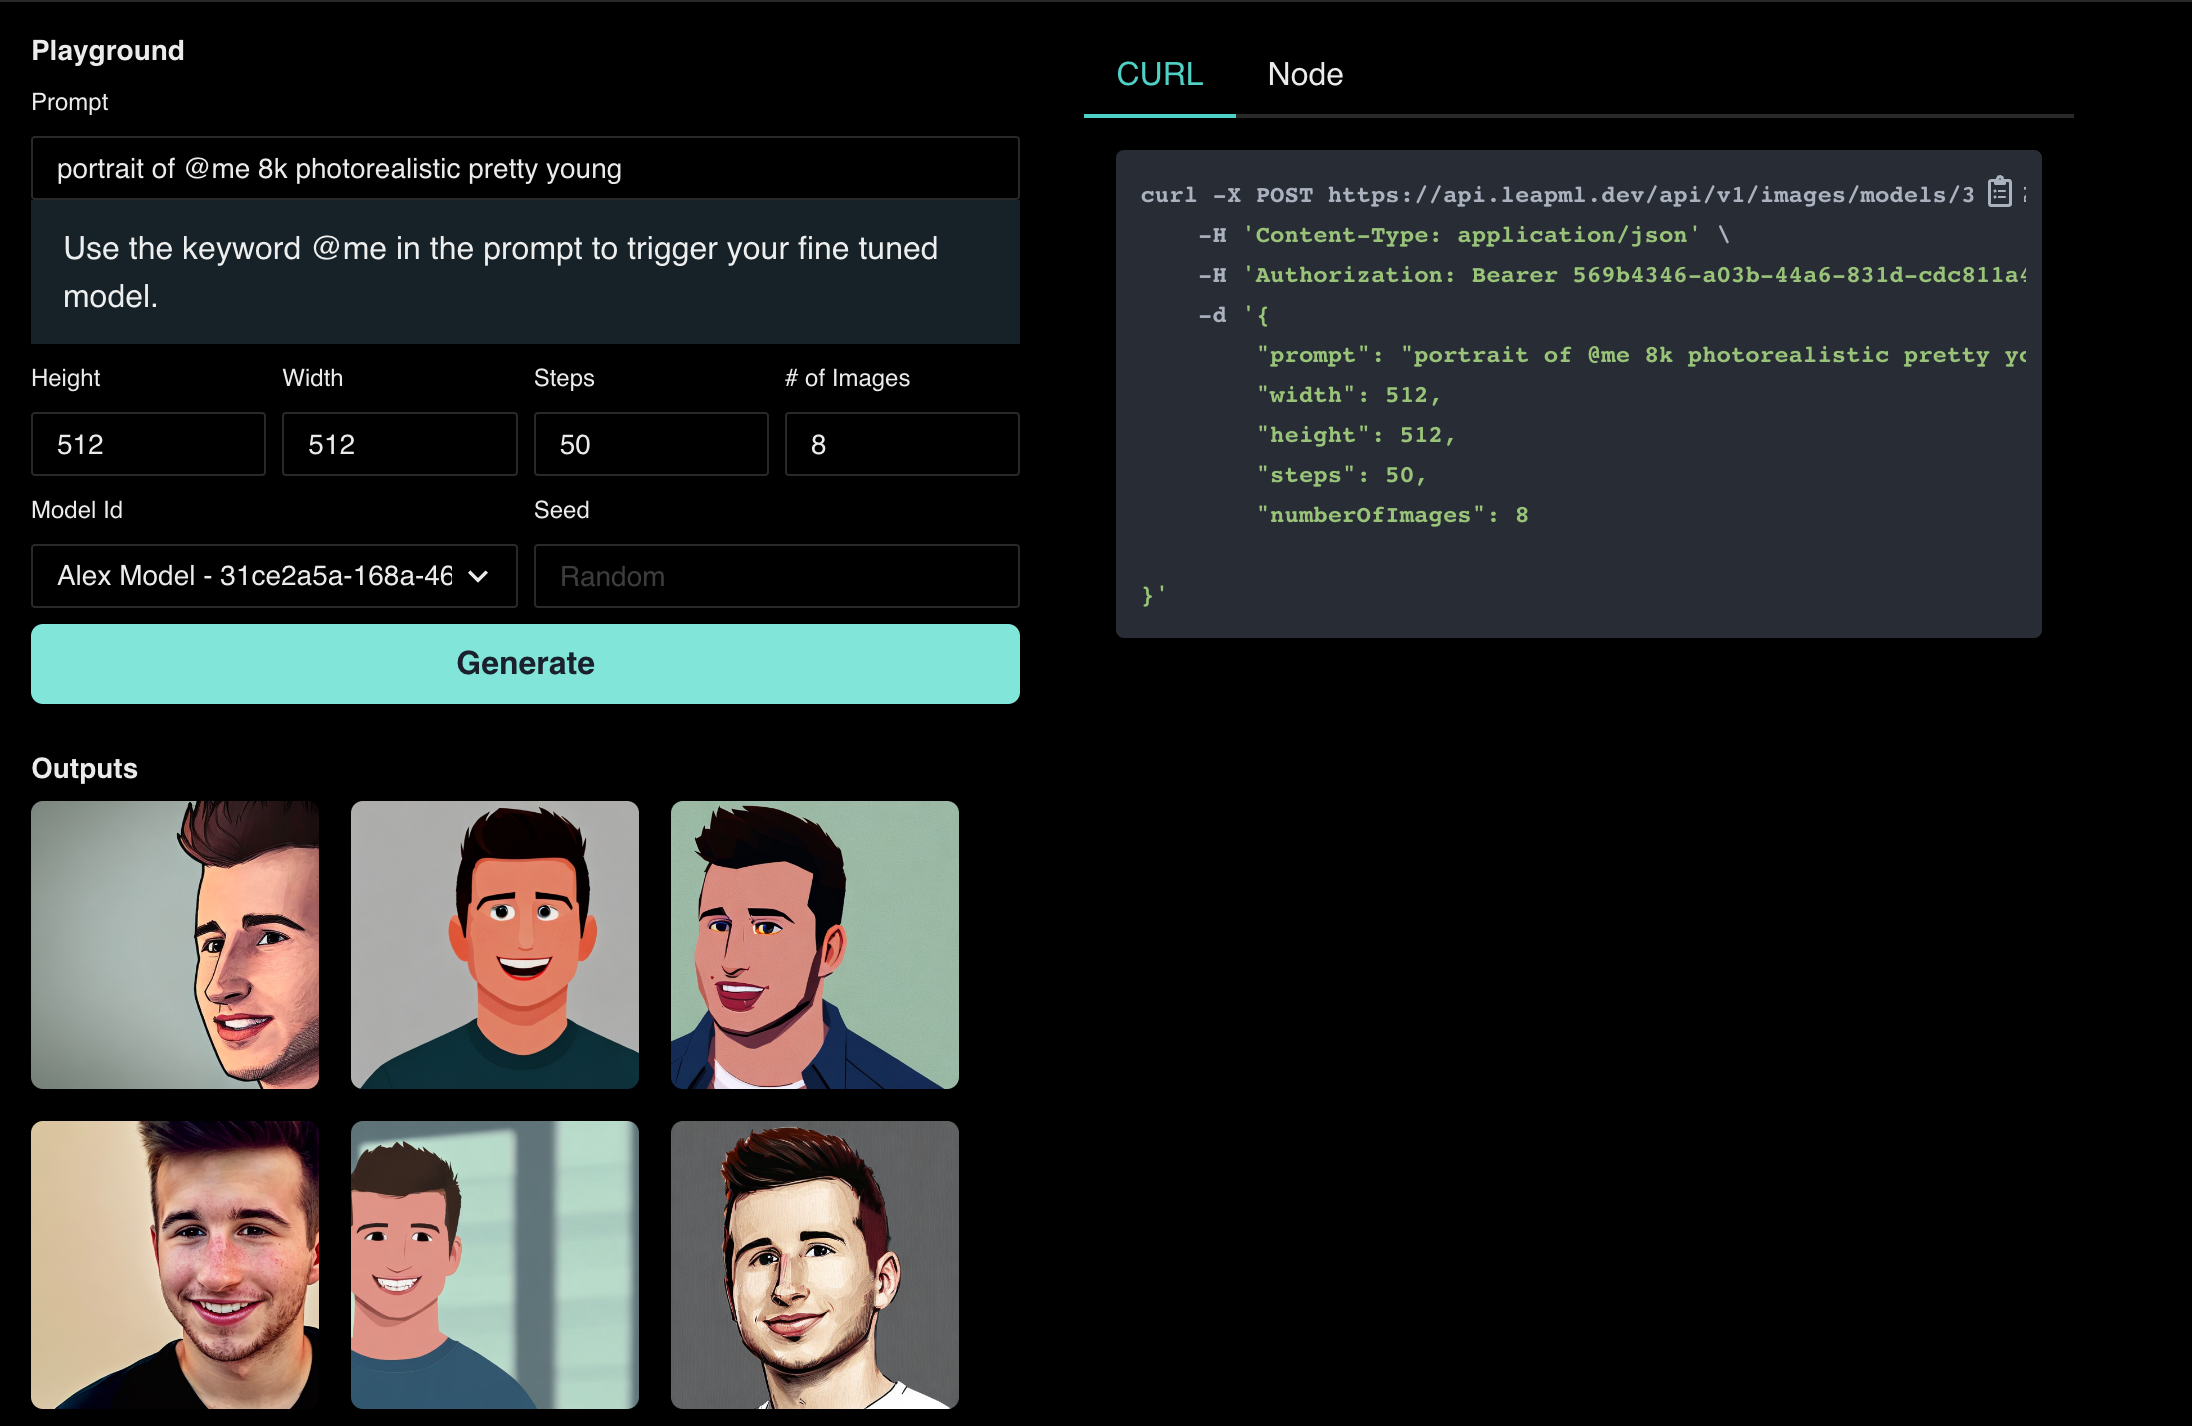 Playground
Prompt
portrait of @me 8k photorealistic pretty young
Use the keyword @me in the prompt to trigger your fine tuned
model.
Height Width Steps # of Images
512 512 50 8
Model Id Seed
Alex Model - 31ce2a5a-168a-46 Random
Generate
Outputs
CURL Node
curl -X POST https://api.leapml.dev/api/v1/images/models/3
-H 'Content-Type: application/json' \
-H 'Authorization: Bearer 569b4346-a03b-44a6-831d-cdc811a4
-d '{
"prompt": "portrait of @me 8k photorealistic pretty yo
"width": 512,
"height": 512,
"steps": 50,
"numberOfImages": 8
}'